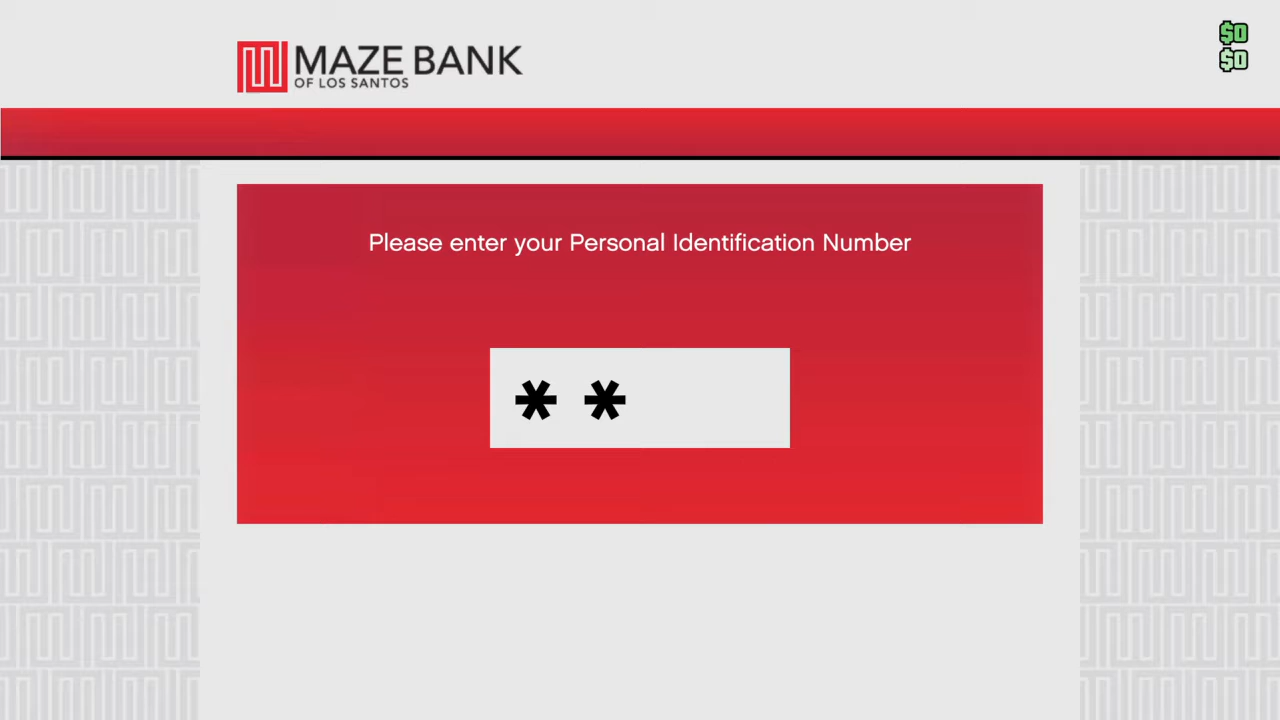 MAZE BANK
OF LOS SANTOS
$0
$0
Please enter your Personal Identification Number
* *